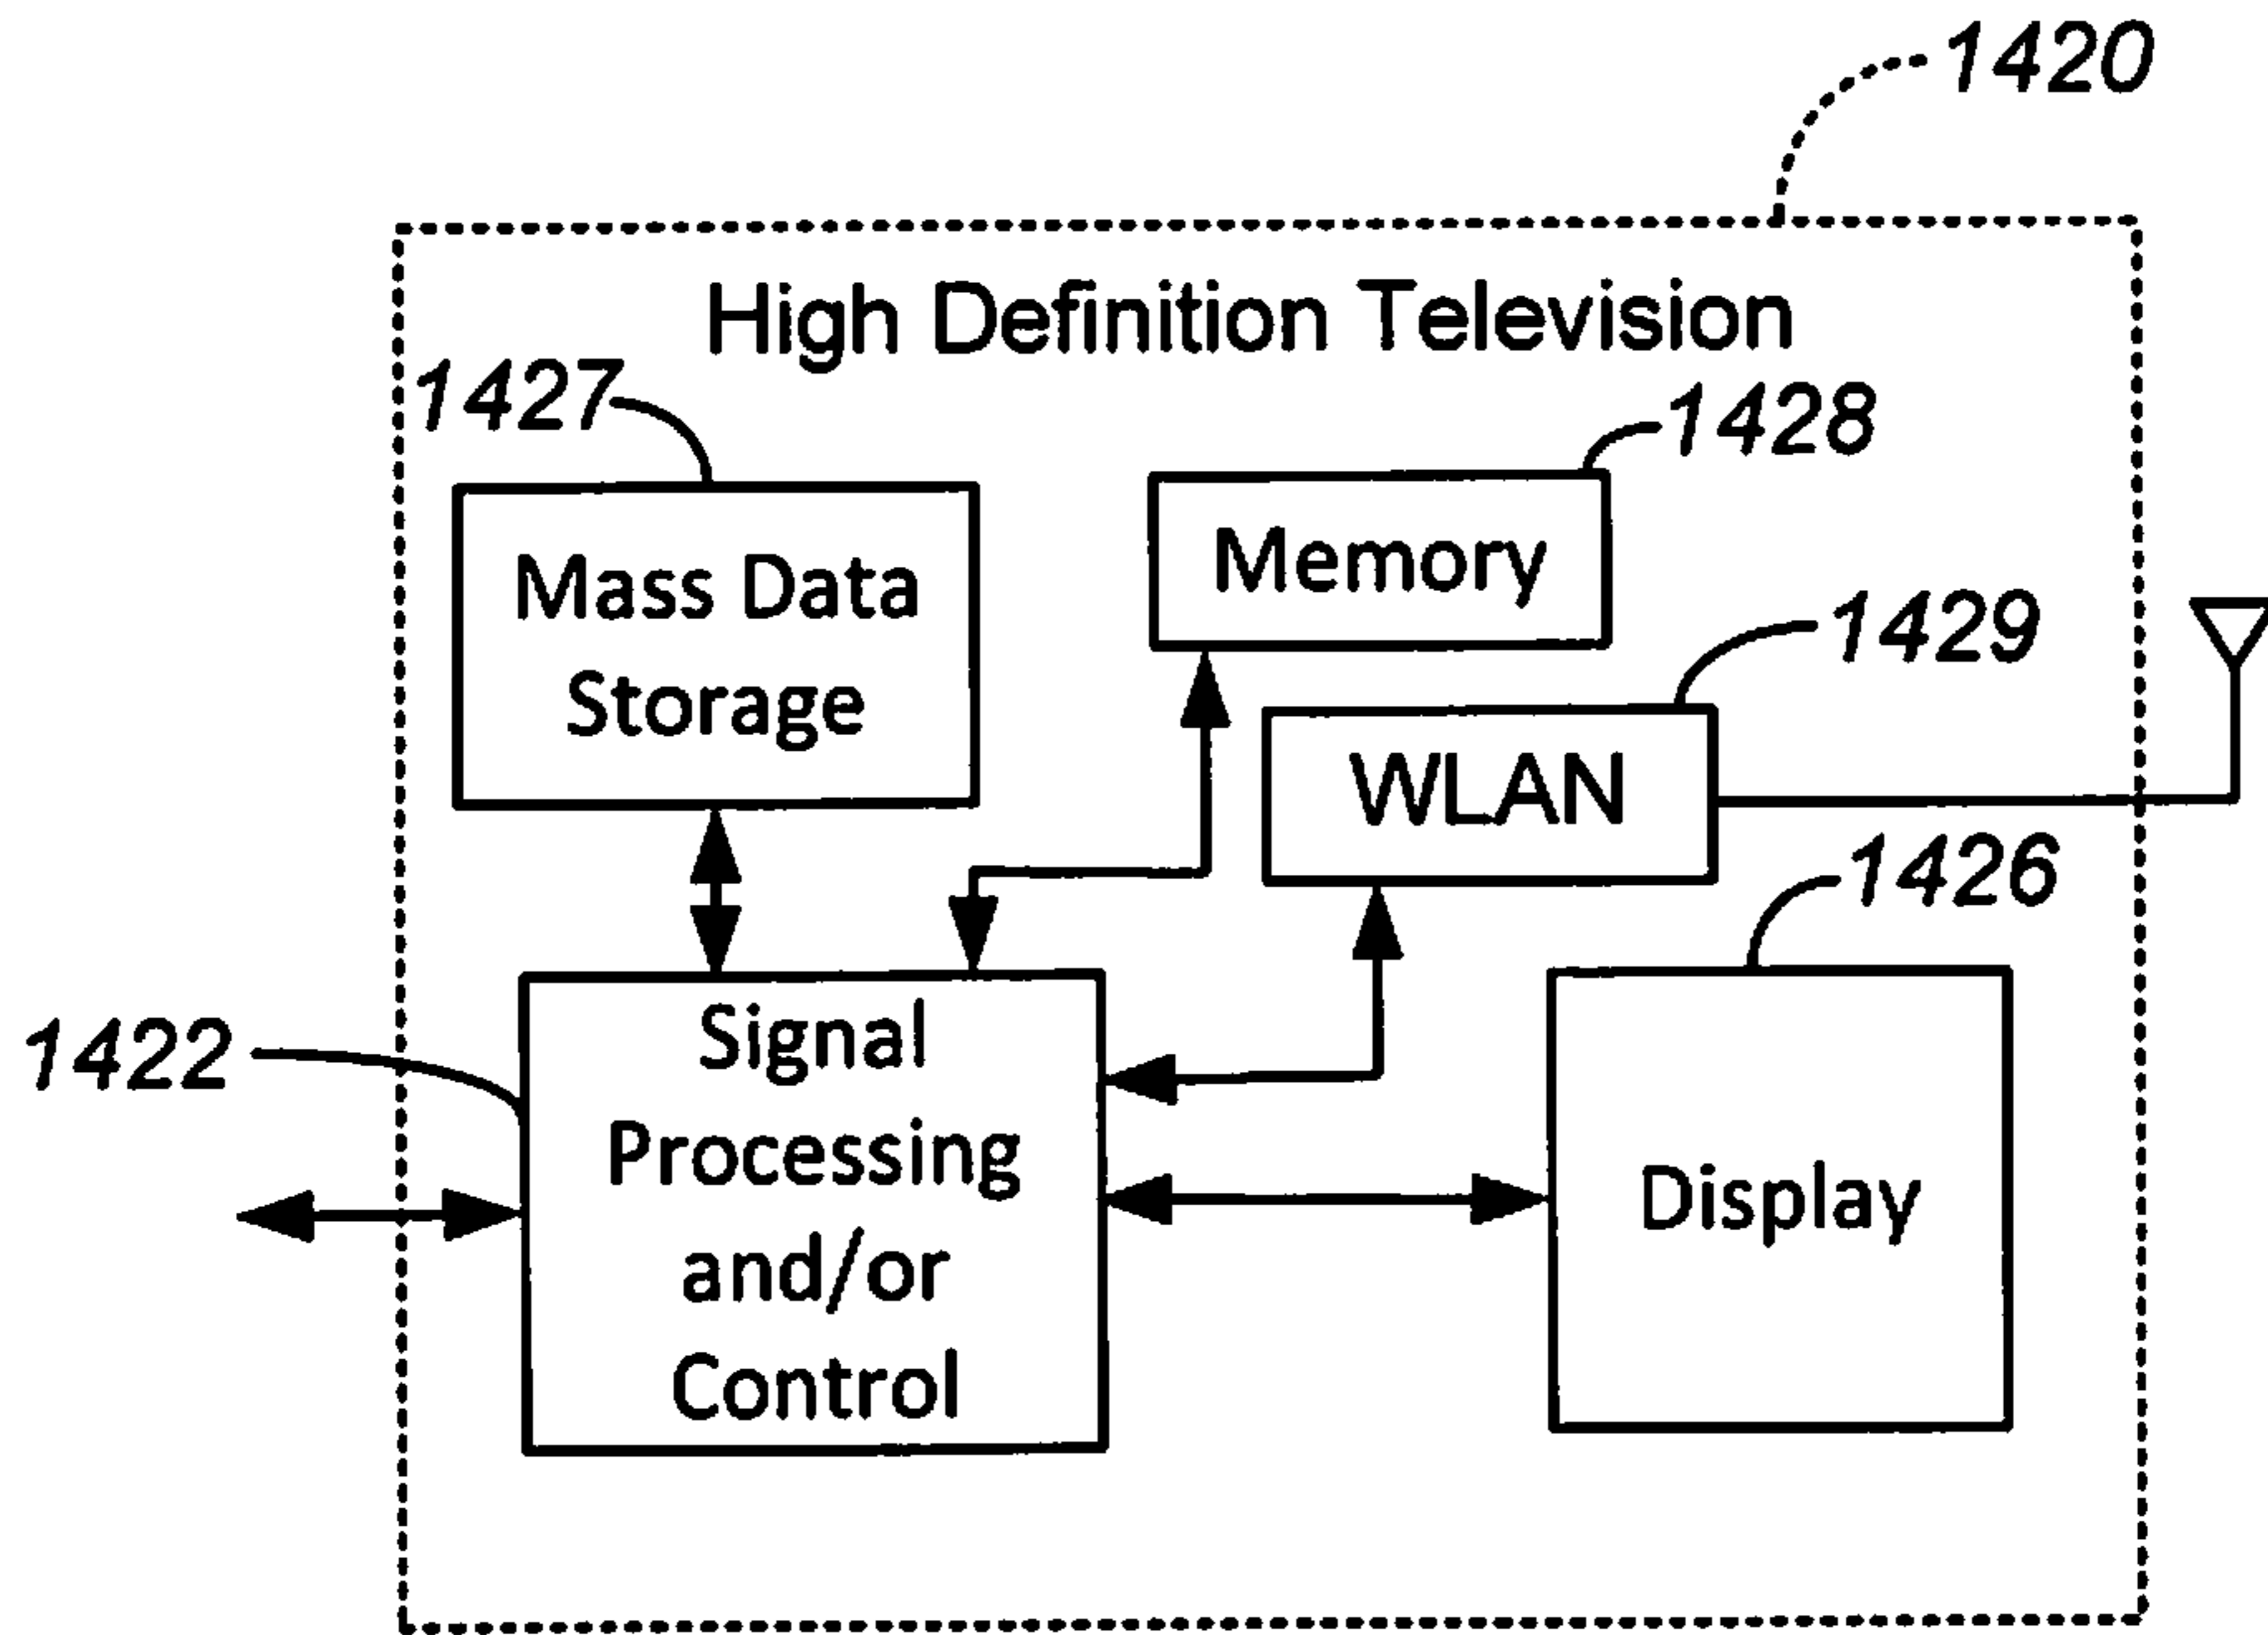 1420
High Definition Television
1427
1428
Mass Data
Storage
Memory
1429
WLAN
1426
1422
Signal
Processing
and/or
Control
Display